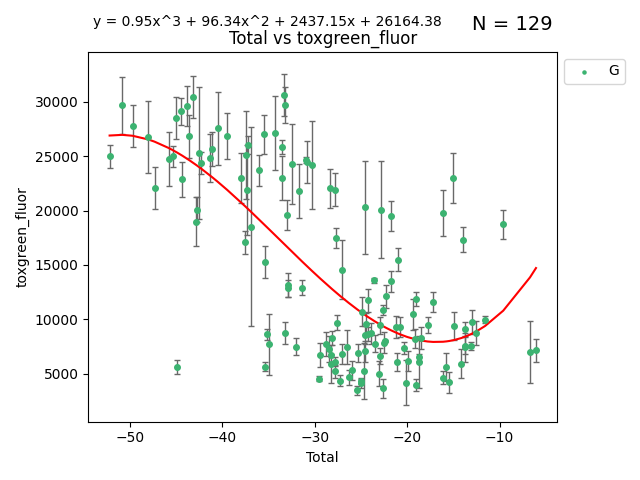 y = 0.95x^3 + 96.34x^2 + 2437.15x + 26164.38
N = 129
Total vs toxgreen_fluor
G
toxgreen_fluor
30000
25000
20000
15000
10000
5000
−50
−40
−30
−20
−10
Total